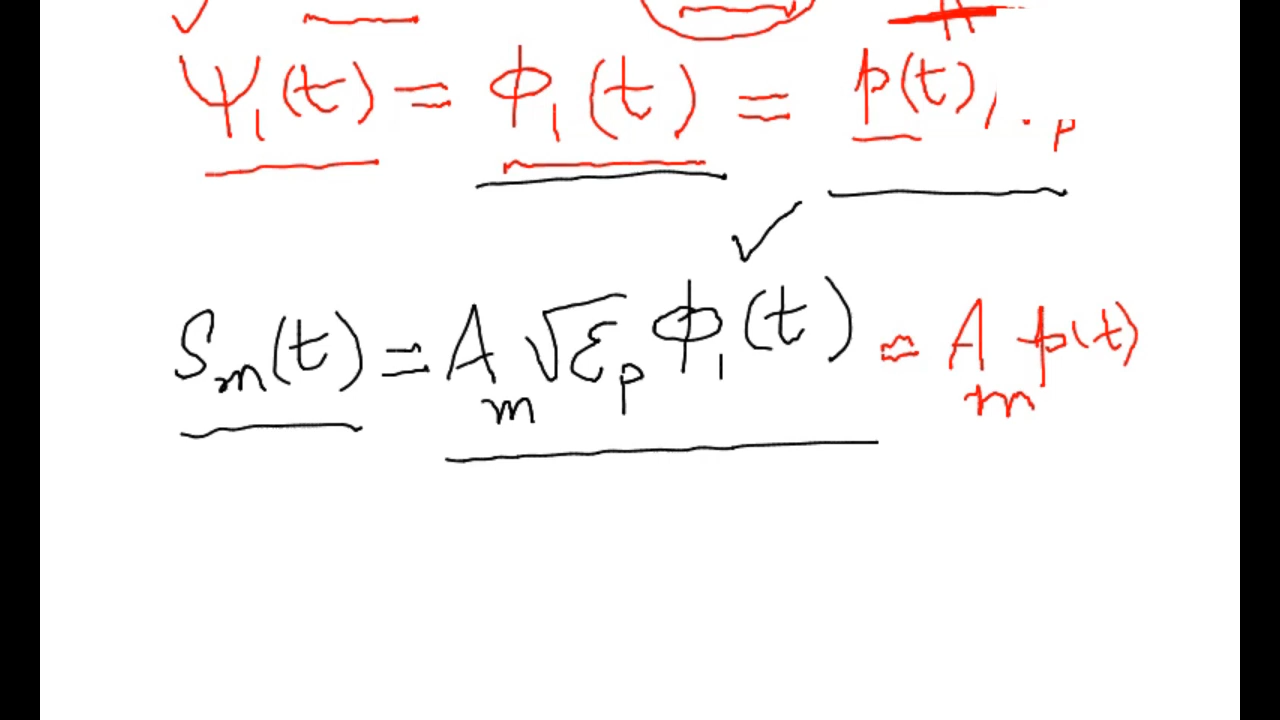 ψ₁(t) = φ₁(t) = p(t)
Sₘ(t) = Aₘ √εₚ φ₁(t) = Aₘ p(t)